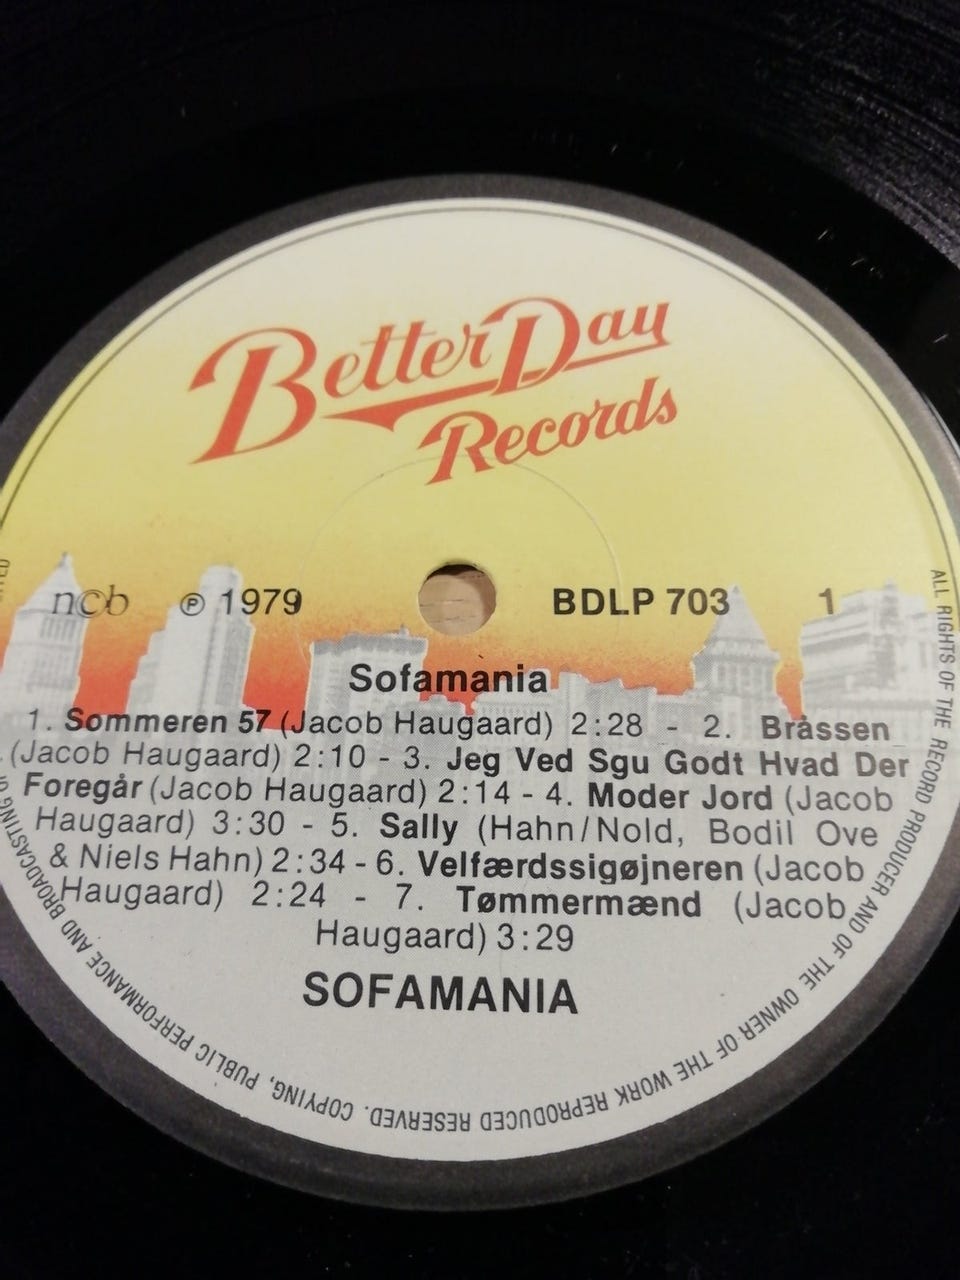 Better Day
Records
ncb ℗ 1979 BDLP 703 1
Sofamania
1. Sommeren 57 (Jacob Haugaard) 2:28 - 2. Bråssen
(Jacob Haugaard) 2:10 - 3. Jeg Ved Sgu Godt Hvad Der
Foregår (Jacob Haugaard) 2:14 - 4. Moder Jord (Jacob
Haugaard) 3:30 - 5. Sally (Hahn/Nold, Bodil Ove
& Niels Hahn) 2:34 - 6. Velfærdssigøjneren (Jacob
Haugaard) 2:24 - 7. Tømmermænd (Jacob
Haugaard) 3:29
SOFAMANIA
ALL RIGHTS OF THE RECORD PRODUCER AND OF THE OWNER OF THE WORK REPRODUCED RESERVED. COPYING, PUBLIC PERFORMANCE AND BROADCASTING